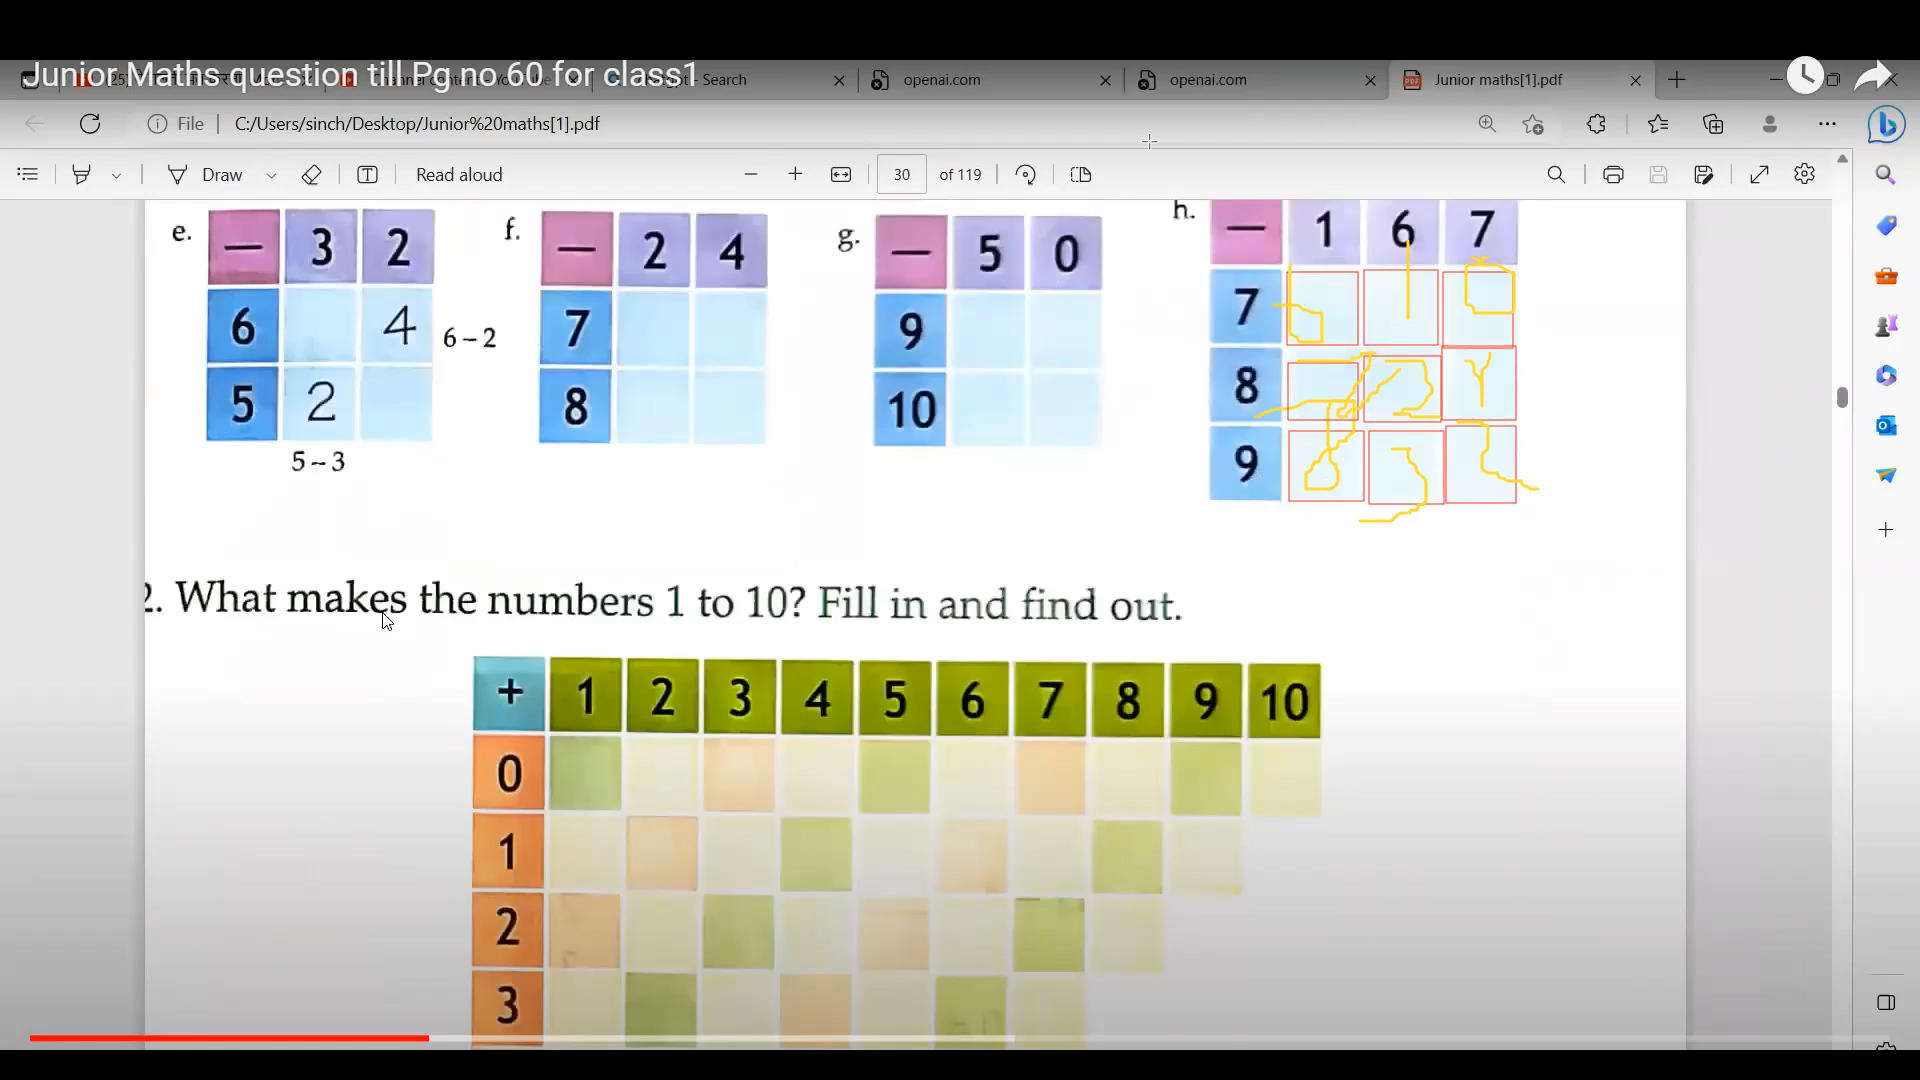 Junior Maths question till Pg no 60 for class1
Search
openai.com
openai.com
Junior maths[1].pdf
File
C:/Users/sinch/Desktop/Junior%20maths[1].pdf
Draw
Read aloud
30 of 119
e.
— 3 2
6 4
6 – 2
5 2
5 – 3
f.
— 2 4
7
8
g.
— 5 0
9
10
h.
— 1 6 7
7
8
9
2. What makes the numbers 1 to 10? Fill in and find out.
+ 1 2 3 4 5 6 7 8 9 10
0
1
2
3